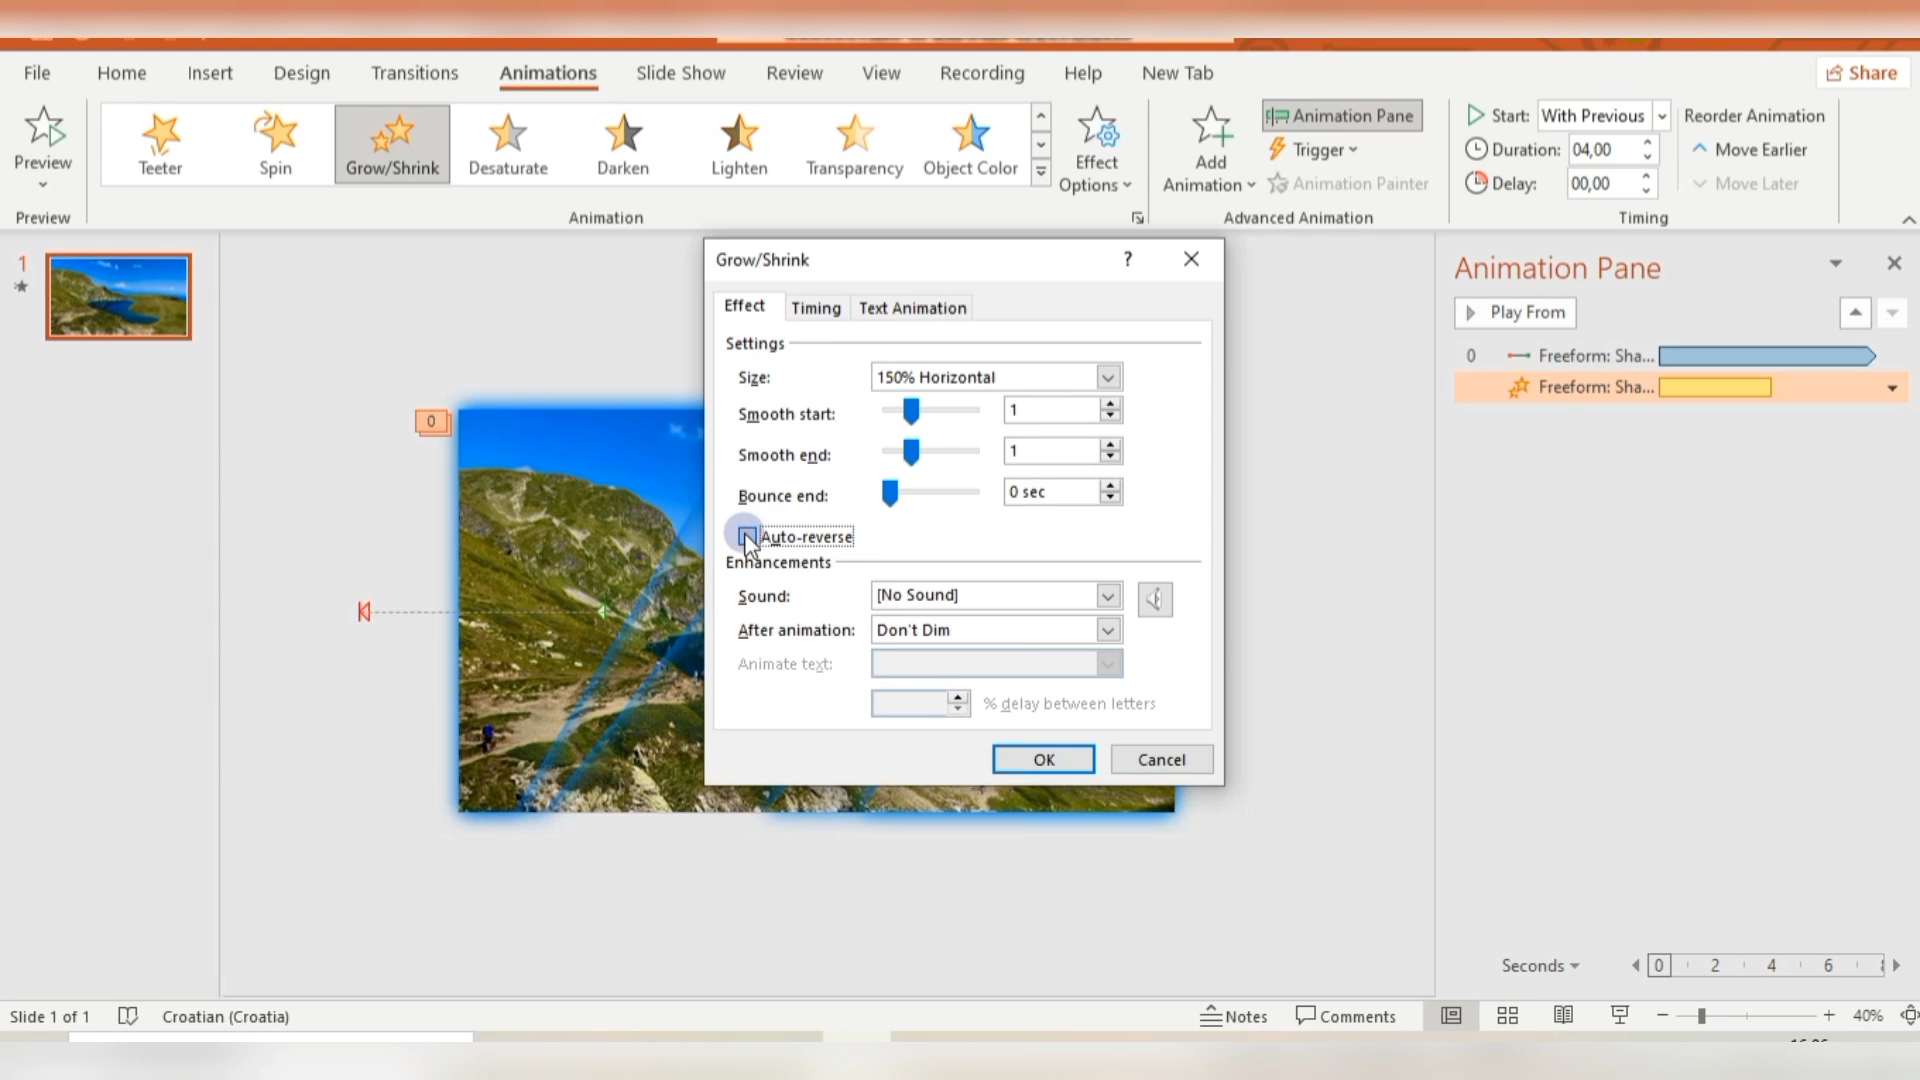 File Home Insert Design Transitions Animations Slide Show Review View Recording Help New Tab Share
Preview Teeter Spin Grow/Shrink Desaturate Darken Lighten Transparency Object Color Effect Options Add Animation Animation Pane Trigger Animation Painter
Start: With Previous Reorder Animation
Duration: 04,00 Move Earlier
Delay: 00,00 Move Later
Preview Animation Advanced Animation Timing
1
Grow/Shrink ?
Effect Timing Text Animation
Settings
Size: 150% Horizontal
Smooth start: 1
Smooth end: 1
Bounce end: 0 sec
Auto-reverse
Enhancements
Sound: [No Sound]
After animation: Don't Dim
Animate text:
% delay between letters
OK Cancel
0
Animation Pane
Play From
0 Freeform: Sha...
Freeform: Sha...
Seconds 0 2 4 6
Slide 1 of 1 Croatian (Croatia) Notes Comments 40%